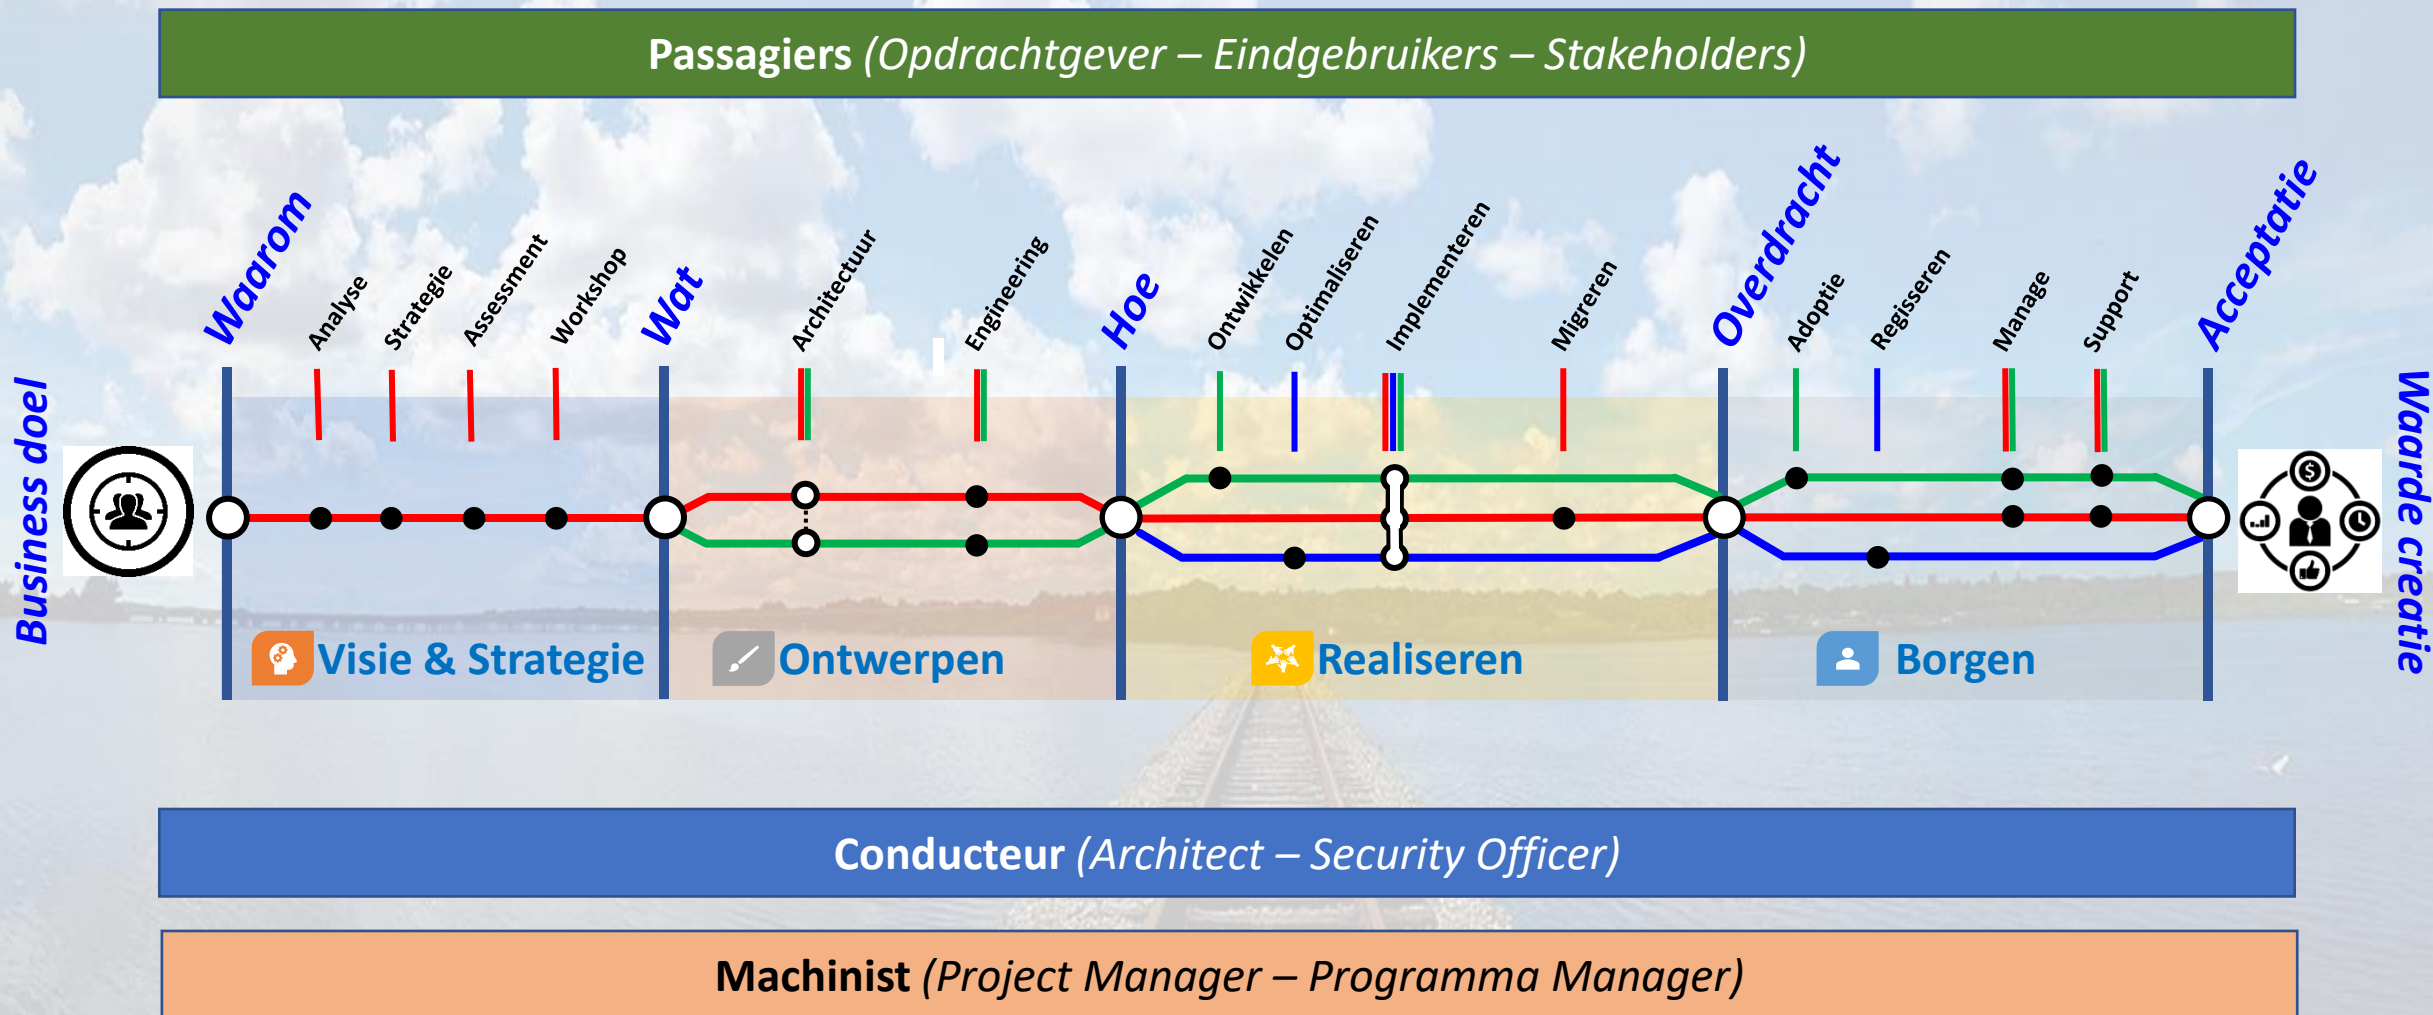 Passagiers (Opdrachtgever – Eindgebruikers – Stakeholders)
Business doel
Waarom
Analyse
Strategie
Assessment
Workshop
Wat
Architectuur
Engineering
Hoe
Ontwikkelen
Optimaliseren
Implementeren
Migreren
Overdracht
Adoptie
Regisseren
Manage
Support
Acceptatie
Waarde creatie
$
Visie & Strategie
Ontwerpen
Realiseren
Borgen
Conducteur (Architect – Security Officer)
Machinist (Project Manager – Programma Manager)